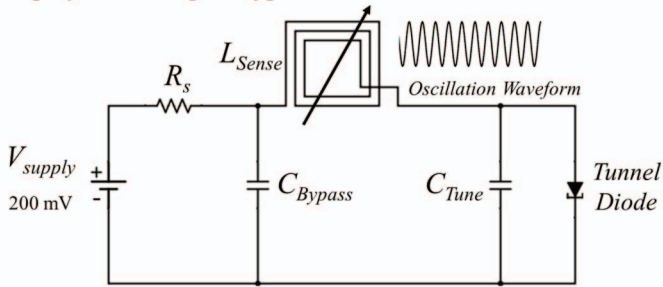 L_Sense
R_s
Oscillation Waveform
V_supply
+
-
200 mV
C_Bypass
C_Tune
Tunnel
Diode